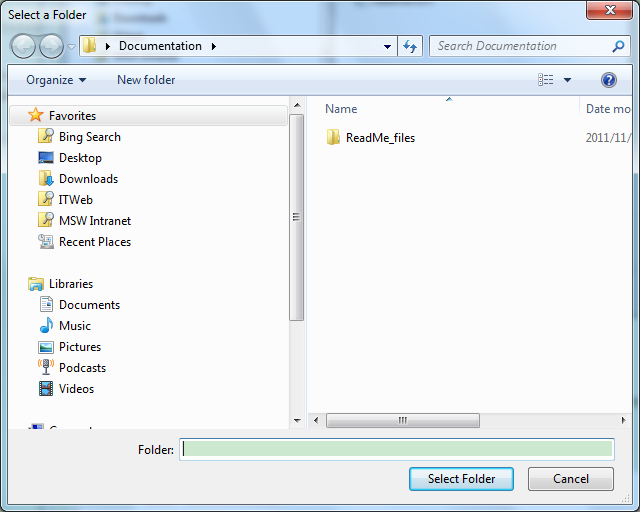 Select a Folder
Documentation
Search Documentation
Organize
New folder
Name
Date mo
Favorites
Bing Search
Desktop
Downloads
ITWeb
MSW Intranet
Recent Places
Libraries
Documents
Music
Pictures
Podcasts
Videos
ReadMe_files
2011/11/
Folder:
Select Folder
Cancel